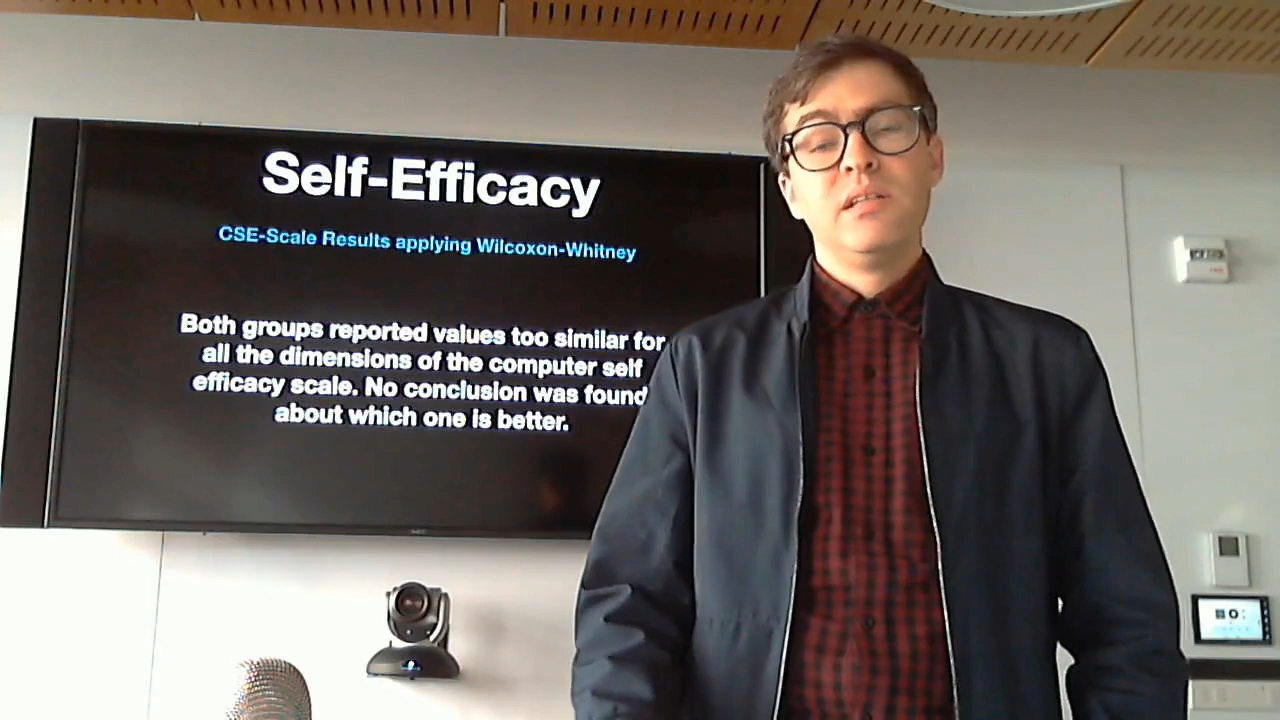 Self-Efficacy
CSE-Scale Results applying Wilcoxon-Whitney
Both groups reported values too similar for
all the dimensions of the computer self
efficacy scale. No conclusion was found
about which one is better.